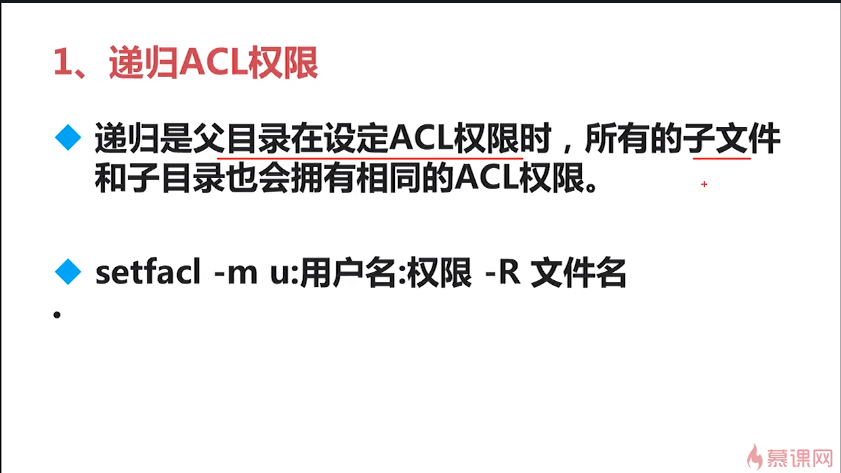 1、递归ACL权限
递归是父目录在设定ACL权限时，所有的子文件
和子目录也会拥有相同的ACL权限。
setfacl -m u:用户名:权限 -R 文件名
慕课网